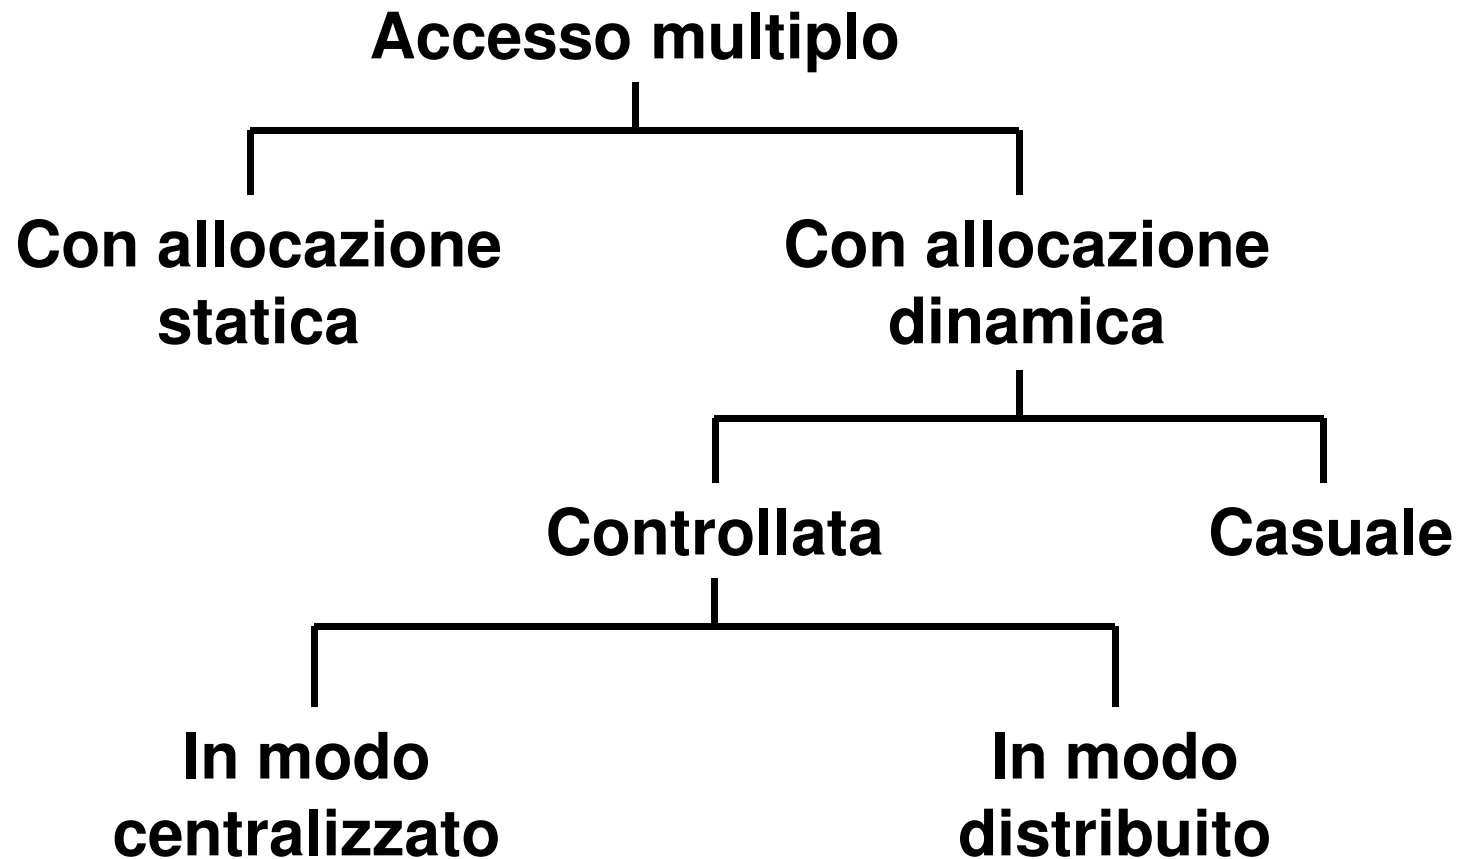 Accesso multiplo
Con allocazione
statica
Con allocazione
dinamica
Controllata
Casuale
In modo
centralizzato
In modo
distribuito